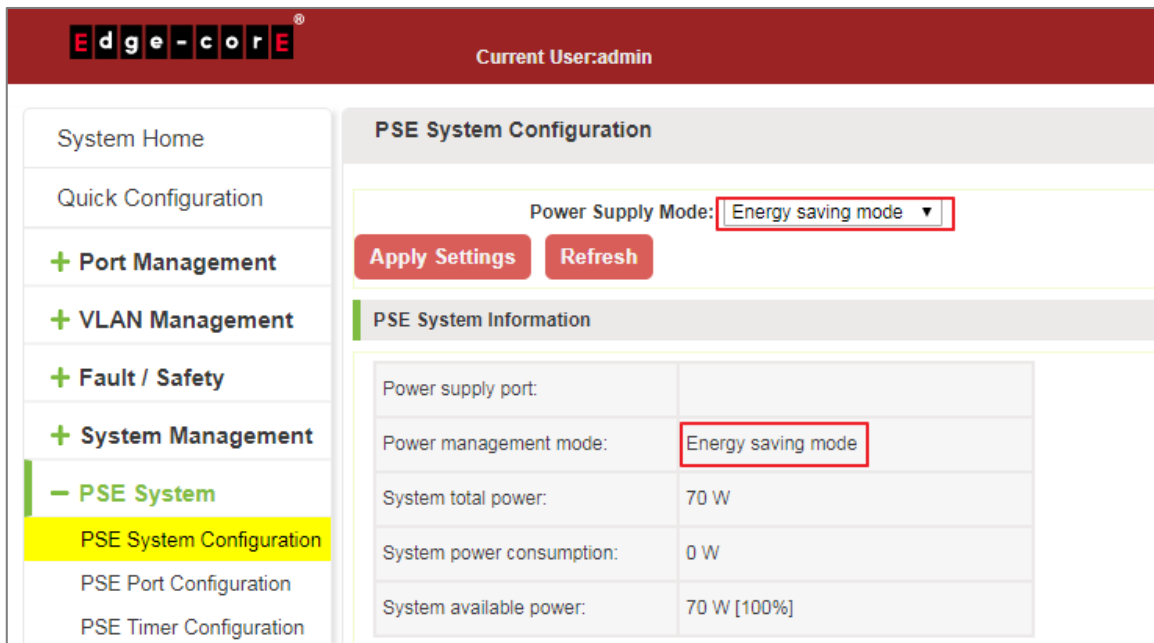 Edge-corE®
Current User:admin
System Home
Quick Configuration
+ Port Management
+ VLAN Management
+ Fault / Safety
+ System Management
− PSE System
PSE System Configuration
PSE Port Configuration
PSE Timer Configuration
PSE System Configuration
Power Supply Mode: Energy saving mode ▼
Apply Settings Refresh
PSE System Information
Power supply port:
Power management mode: Energy saving mode
System total power: 70 W
System power consumption: 0 W
System available power: 70 W [100%]